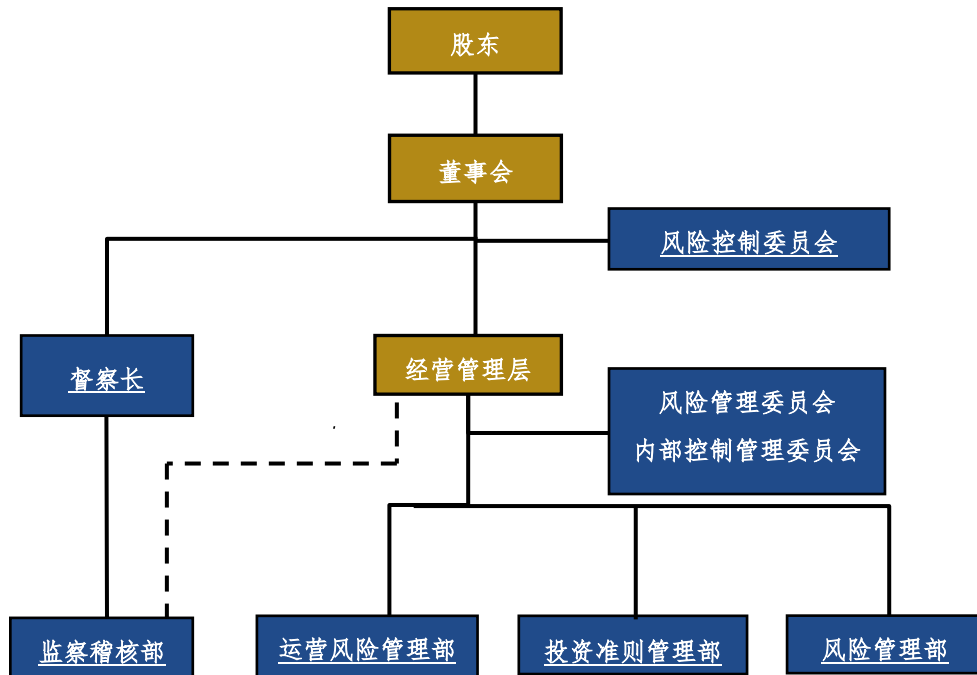 股东
董事会
风险控制委员会
督察长
经营管理层
风险管理委员会
内部控制管理委员会
监察稽核部
运营风险管理部
投资准则管理部
风险管理部